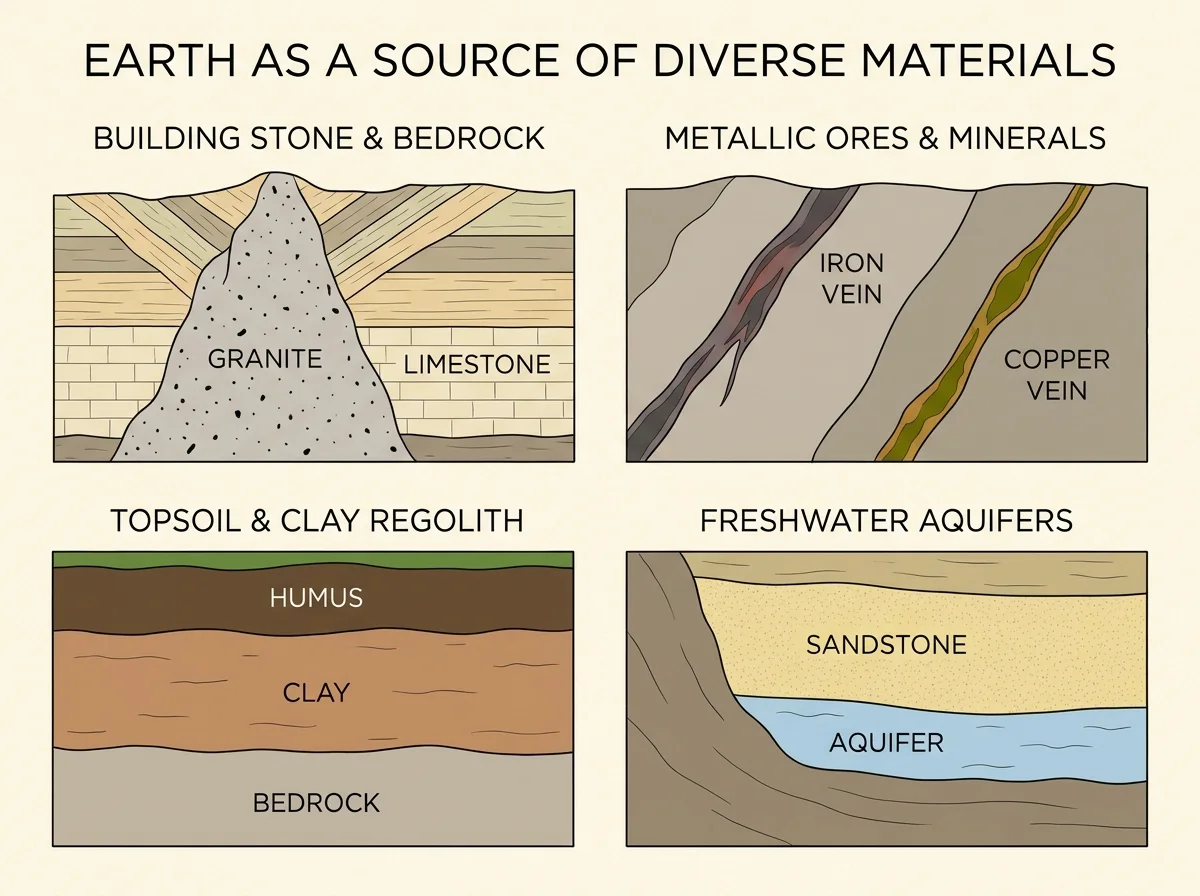 EARTH AS A SOURCE OF DIVERSE MATERIALS
BUILDING STONE & BEDROCK
GRANITE
LIMESTONE
METALLIC ORES & MINERALS
IRON
VEIN
COPPER
VEIN
TOPSOIL & CLAY REGOLITH
HUMUS
CLAY
BEDROCK
FRESHWATER AQUIFERS
SANDSTONE
AQUIFER